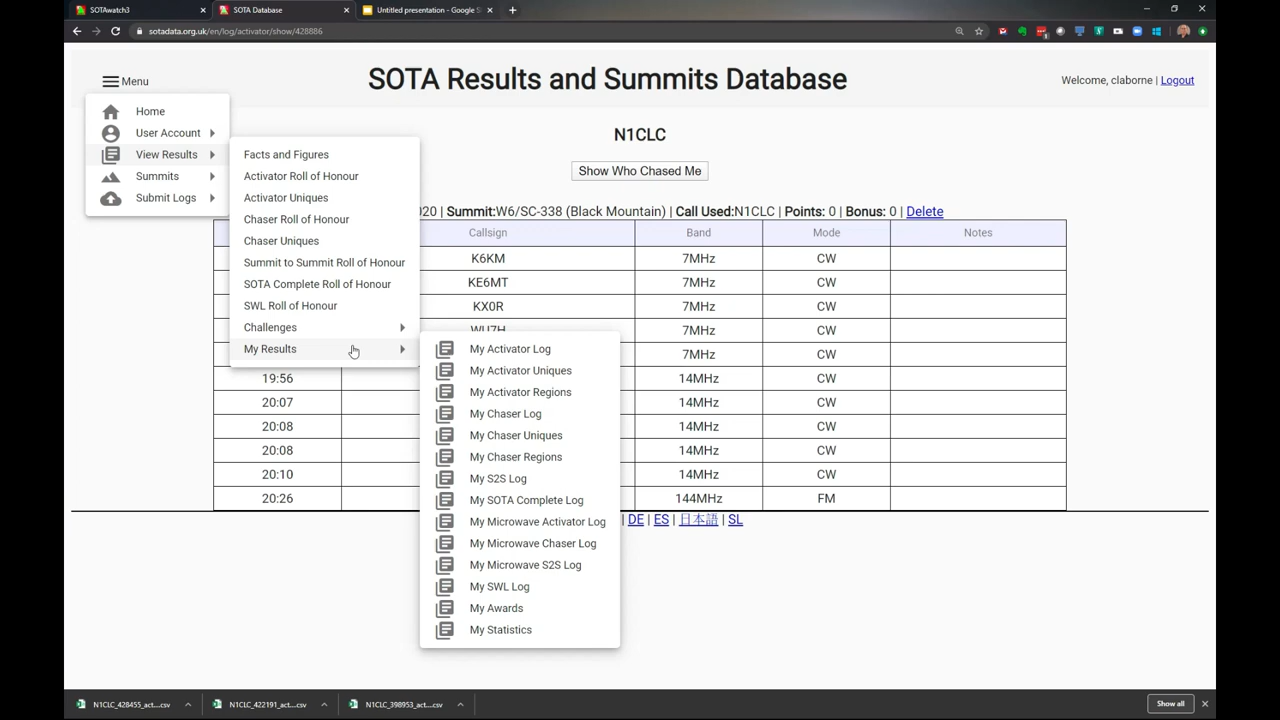 SOTAwatch3
SOTA Database
Untitled presentation - Google S
sotadata.org.uk/en/log/activator/show/428886
Menu
SOTA Results and Summits Database
Welcome, claborne | Logout
Home
User Account
View Results
Summits
Submit Logs
Facts and Figures
Activator Roll of Honour
Activator Uniques
Chaser Roll of Honour
Chaser Uniques
Summit to Summit Roll of Honour
SOTA Complete Roll of Honour
SWL Roll of Honour
Challenges
My Results
My Activator Log
My Activator Uniques
My Activator Regions
My Chaser Log
My Chaser Uniques
My Chaser Regions
My S2S Log
My SOTA Complete Log
My Microwave Activator Log
My Microwave Chaser Log
My Microwave S2S Log
My SWL Log
My Awards
My Statistics
N1CLC
Show Who Chased Me
020 | Summit:W6/SC-338 (Black Mountain) | Call Used:N1CLC | Points: 0 | Bonus: 0 | Delete
Callsign Band Mode Notes
K6KM 7MHz CW
KE6MT 7MHz CW
KX0R 7MHz CW
WU7H 7MHz CW
7MHz CW
19:56 14MHz CW
20:07 14MHz CW
20:08 14MHz CW
20:08 14MHz CW
20:10 14MHz CW
20:26 144MHz FM
| DE | ES | 日本語 | SL
N1CLC_428455_act....csv
N1CLC_422191_act....csv
N1CLC_398953_act....csv
Show all